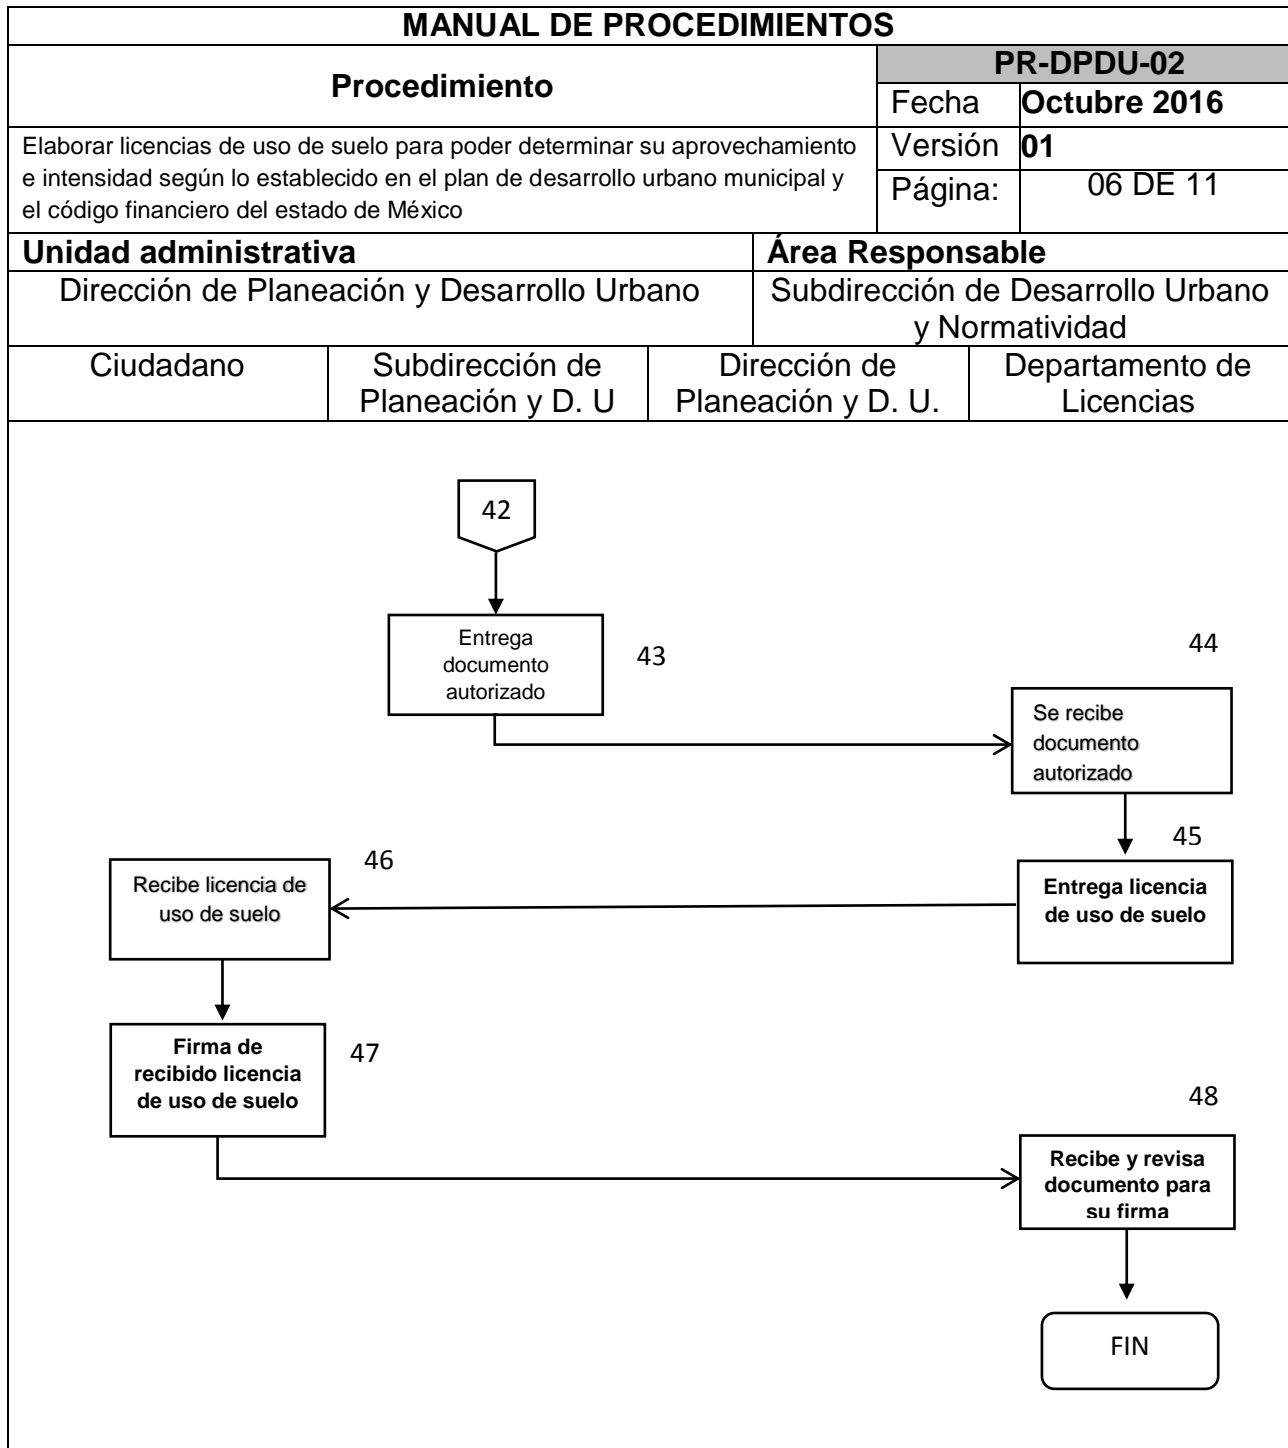 MANUAL DE PROCEDIMIENTOS
Procedimiento
PR-DPDU-02
Fecha Octubre 2016
Elaborar licencias de uso de suelo para poder determinar su aprovechamiento
e intensidad según lo establecido en el plan de desarrollo urbano municipal y
el código financiero del estado de México
Versión 01
Página: 06 DE 11
Unidad administrativa
Área Responsable
Dirección de Planeación y Desarrollo Urbano
Subdirección de Desarrollo Urbano
y Normatividad
Ciudadano
Subdirección de
Planeación y D. U
Dirección de
Planeación y D. U.
Departamento de
Licencias
42
Entrega
documento
autorizado
43
44
Se recibe
documento
autorizado
45
Entrega licencia
de uso de suelo
46
Recibe licencia de
uso de suelo
Firma de
recibido licencia
de uso de suelo
47
48
Recibe y revisa
documento para
su firma
FIN